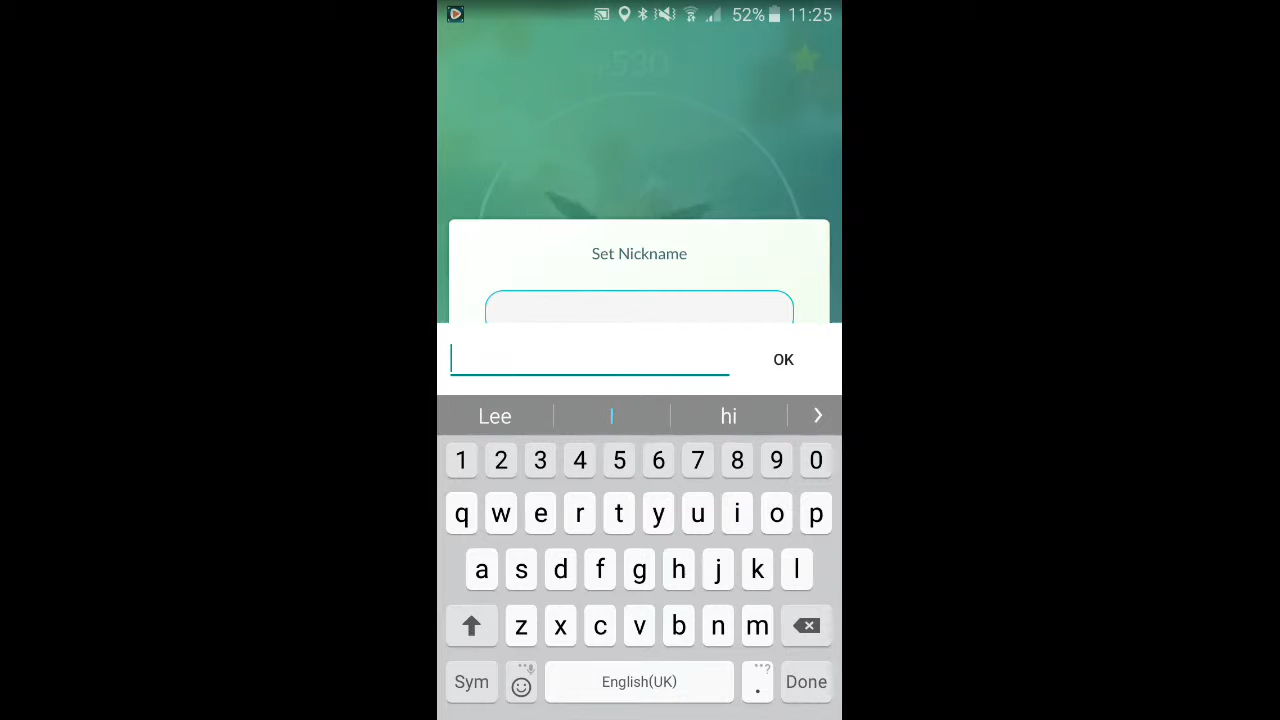 52% 11:25
530
Set Nickname
OK
Lee I hi
1 2 3 4 5 6 7 8 9 0
q w e r t y u i o p
a s d f g h j k l
z x c v b n m
Sym English(UK) . Done